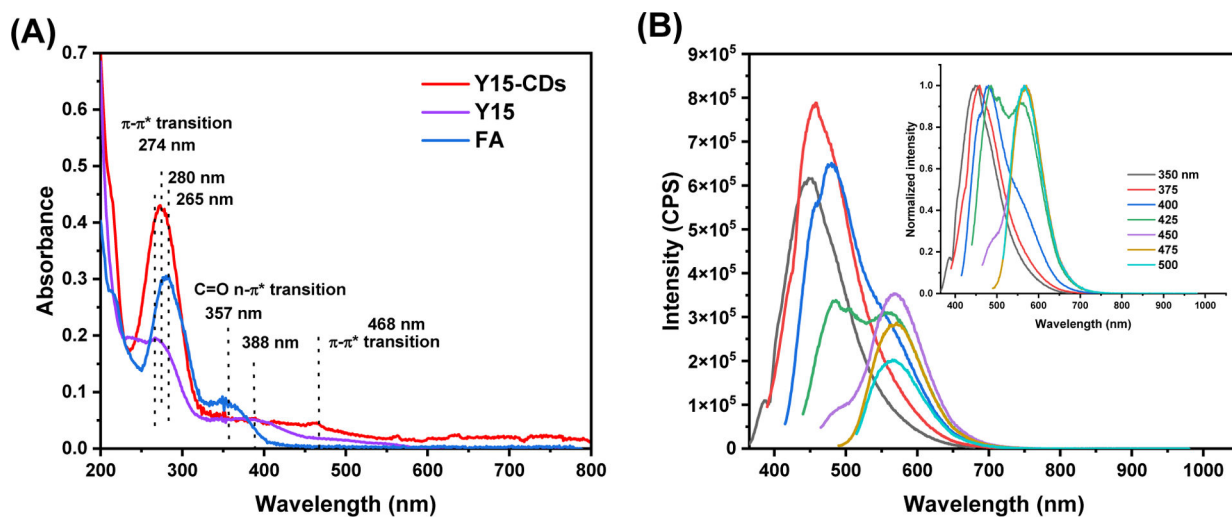 (A)
0.7
0.6
0.5
0.4
0.3
0.2
0.1
0.0
Absorbance
Y15-CDs
Y15
FA
π-π* transition
274 nm
280 nm
265 nm
C=O n-π* transition
357 nm
388 nm
468 nm
π-π* transition
200 300 400 500 600 700 800
Wavelength (nm)
(B)
9×10⁵
8×10⁵
7×10⁵
6×10⁵
5×10⁵
4×10⁵
3×10⁵
2×10⁵
1×10⁵
0
Intensity (CPS)
400 500 600 700 800 900 1000
Wavelength (nm)
1.0
0.8
0.6
0.4
0.2
0.0
Normalized intensity
400 500 600 700 800 900 1000
Wavelength (nm)
350 nm
375
400
425
450
475
500